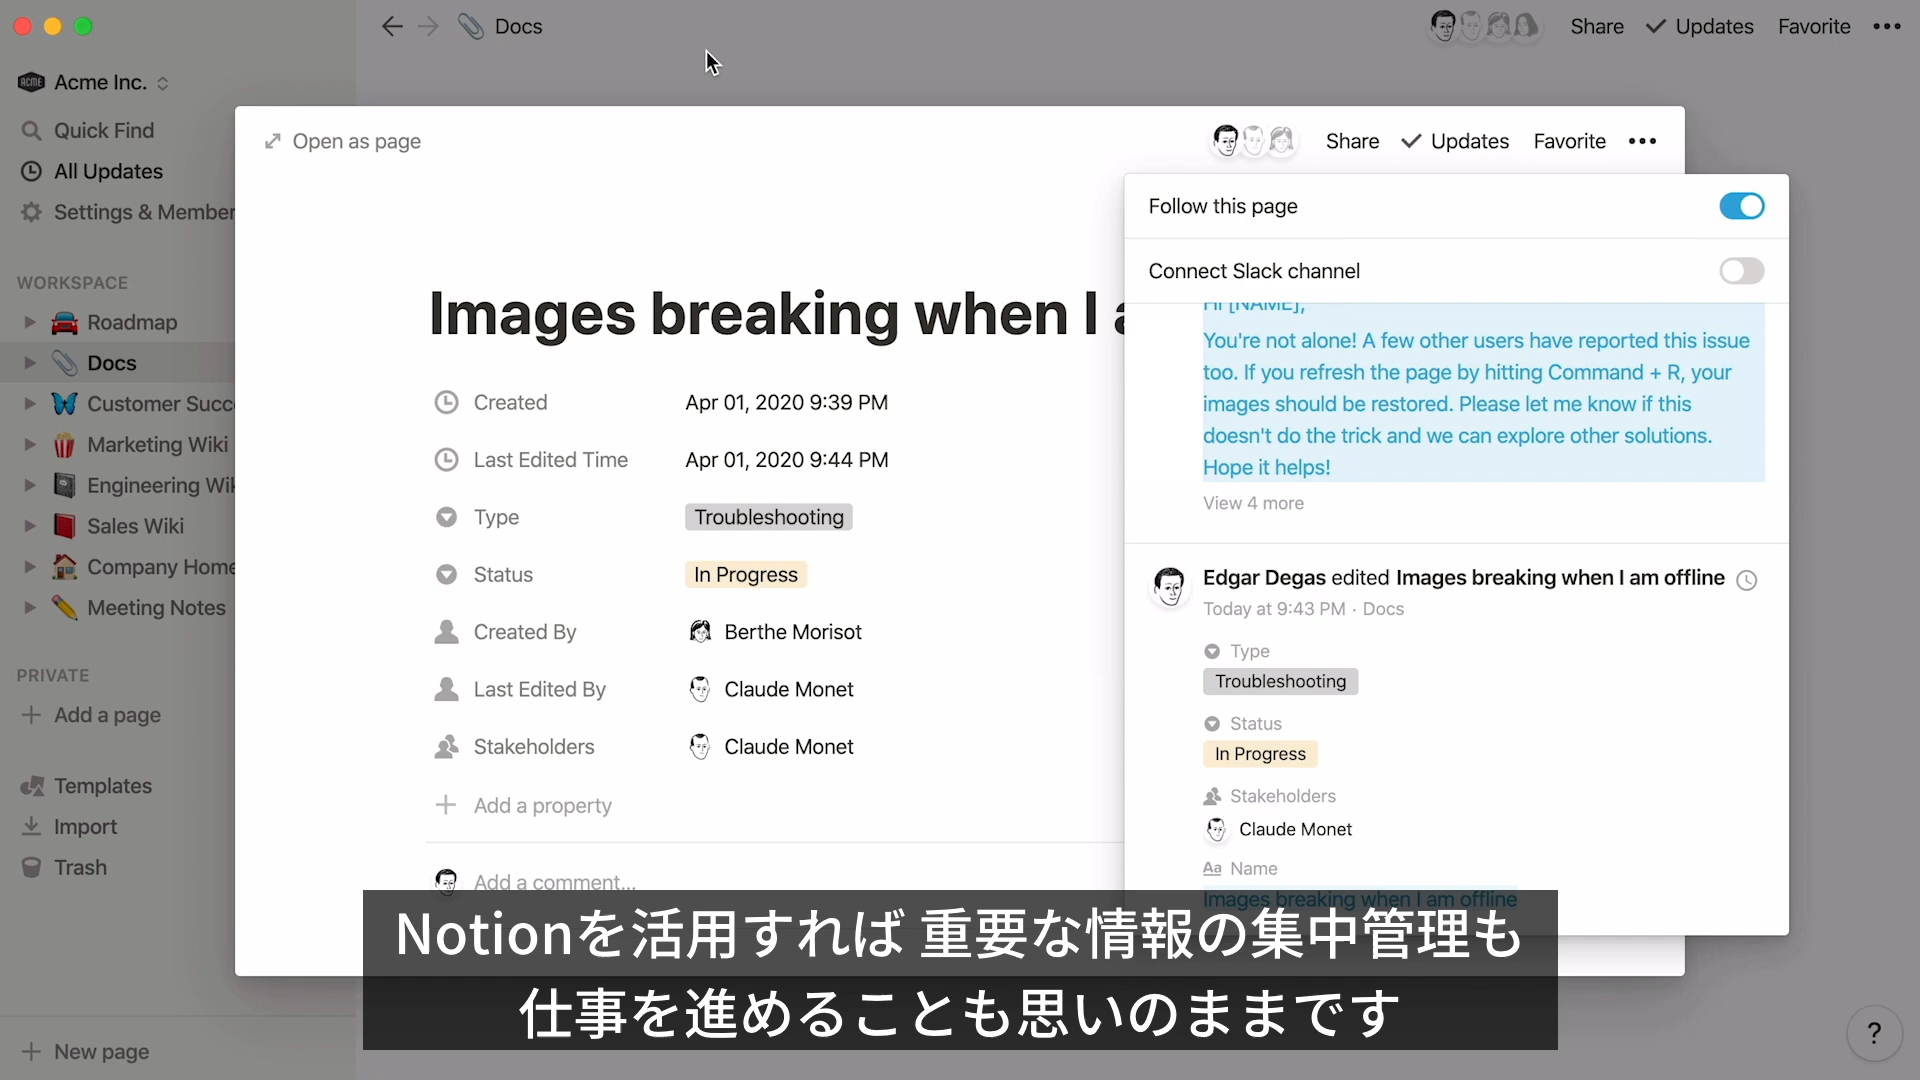 Docs
Share
Updates
Favorite
ACME
Acme Inc.
Quick Find
All Updates
Settings & Member
WORKSPACE
Roadmap
Docs
Customer Succ
Marketing Wiki
Engineering Wik
Sales Wiki
Company Home
Meeting Notes
PRIVATE
Add a page
Templates
Import
Trash
New page
Open as page
Share
Updates
Favorite
Images breaking when I a
Created
Apr 01, 2020 9:39 PM
Last Edited Time
Apr 01, 2020 9:44 PM
Type
Troubleshooting
Status
In Progress
Created By
Berthe Morisot
Last Edited By
Claude Monet
Stakeholders
Claude Monet
Add a property
Add a comment...
Follow this page
Connect Slack channel
Hi [NAME],
You're not alone! A few other users have reported this issue
too. If you refresh the page by hitting Command + R, your
images should be restored. Please let me know if this
doesn't do the trick and we can explore other solutions.
Hope it helps!
View 4 more
Edgar Degas edited Images breaking when I am offline
Today at 9:43 PM · Docs
Type
Troubleshooting
Status
In Progress
Stakeholders
Claude Monet
Aa Name
Images breaking when I am offline
Notionを活用すれば 重要な情報の集中管理も
仕事を進めることも思いのままです
?